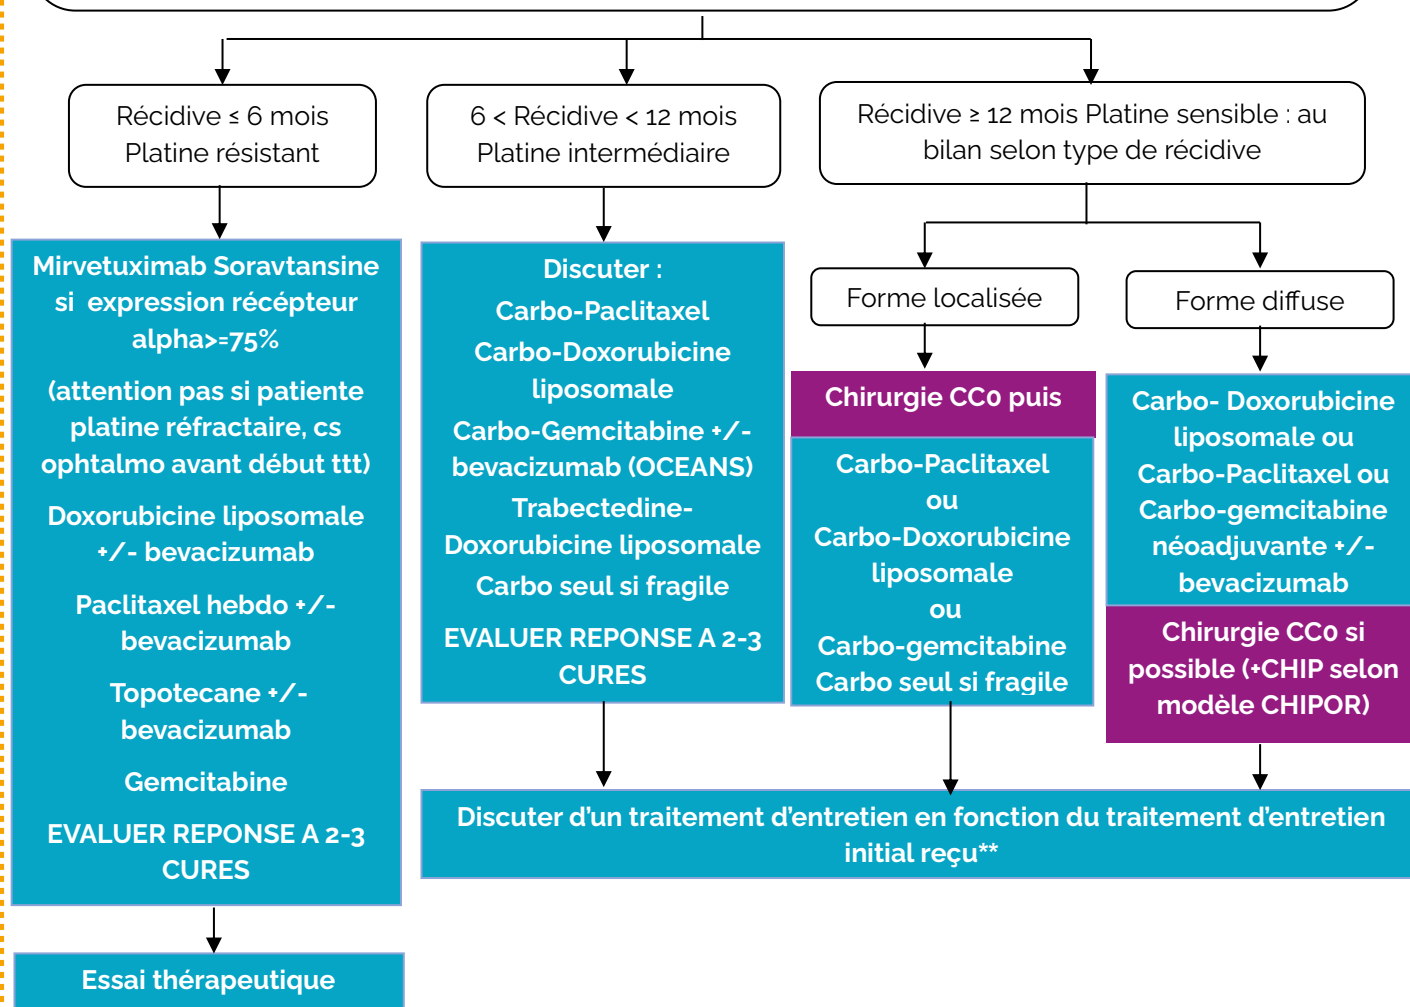 Récidive ≤ 6 mois
Platine résistant
6 < Récidive < 12 mois
Platine intermédiaire
Récidive ≥ 12 mois Platine sensible : au
bilan selon type de récidive
Mirvetuximab Soravtansine
si expression récépteur
alpha>=75%
(attention pas si patiente
platine réfractaire, cs
ophtalmo avant début ttt)
Doxorubicine liposomale
+/- bevacizumab
Paclitaxel hebdo +/-
bevacizumab
Topotecane +/-
bevacizumab
Gemcitabine
EVALUER REPONSE A 2-3
CURES
Essai thérapeutique
Discuter :
Carbo-Paclitaxel
Carbo-Doxorubicine
liposomale
Carbo-Gemcitabine +/-
bevacizumab (OCEANS)
Trabectedine-
Doxorubicine liposomale
Carbo seul si fragile
EVALUER REPONSE A 2-3
CURES
Forme localisée
Chirurgie CC0 puis
Carbo-Paclitaxel
ou
Carbo-Doxorubicine
liposomale
ou
Carbo-gemcitabine
Carbo seul si fragile
Forme diffuse
Carbo- Doxorubicine
liposomale ou
Carbo-Paclitaxel ou
Carbo-gemcitabine
néoadjuvante +/-
bevacizumab
Chirurgie CC0 si
possible (+CHIP selon
modèle CHIPOR)
Discuter d'un traitement d'entretien en fonction du traitement d'entretien
initial reçu**